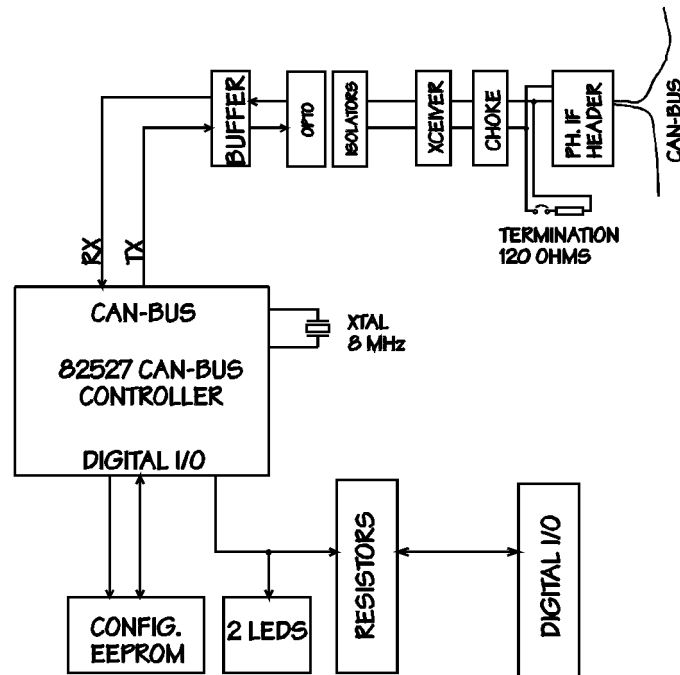 BUFFER
OPTO
ISOLATORS
XCEIVER
CHOKE
PH. IF
HEADER
CAN-BUS
TERMINATION
120 OHMS
RX
TX
CAN-BUS
82527 CAN-BUS
CONTROLLER
DIGITAL I/O
XTAL
8 MHz
CONFIG.
EEPROM
2 LEDS
RESISTORS
DIGITAL I/O